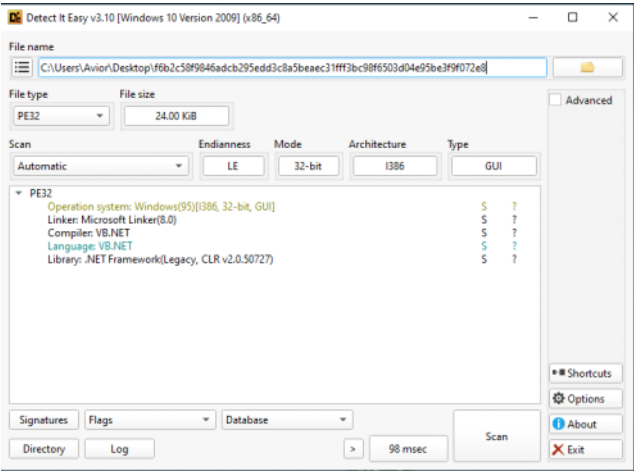 Detect It Easy v3.10 [Windows 10 Version 2009] (x86_64)
File name
C:\Users\Avior\Desktop\f6b2c58f9846adcb295edd3c8a5beaec31fff3bc98f6503d04e95be3f9f072e8
File type File size
Advanced
PE32 24.00 KiB
Scan Endianness Mode Architecture Type
Automatic LE 32-bit I386 GUI
PE32
Operation system: Windows(95)[I386, 32-bit, GUI] S ?
Linker: Microsoft Linker(8.0) S ?
Compiler: VB.NET S ?
Language: VB.NET S ?
Library: .NET Framework(Legacy, CLR v2.0.50727) S ?
Shortcuts
Options
Signatures Flags Database Scan About
Directory Log > 98 msec Exit